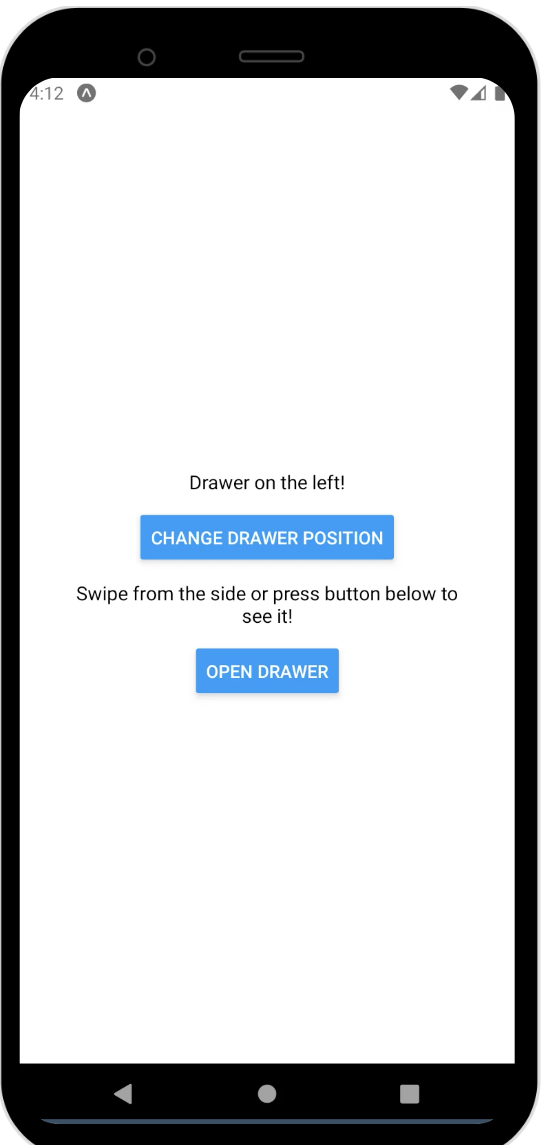 4:12
Drawer on the left!
CHANGE DRAWER POSITION
Swipe from the side or press button below to
see it!
OPEN DRAWER